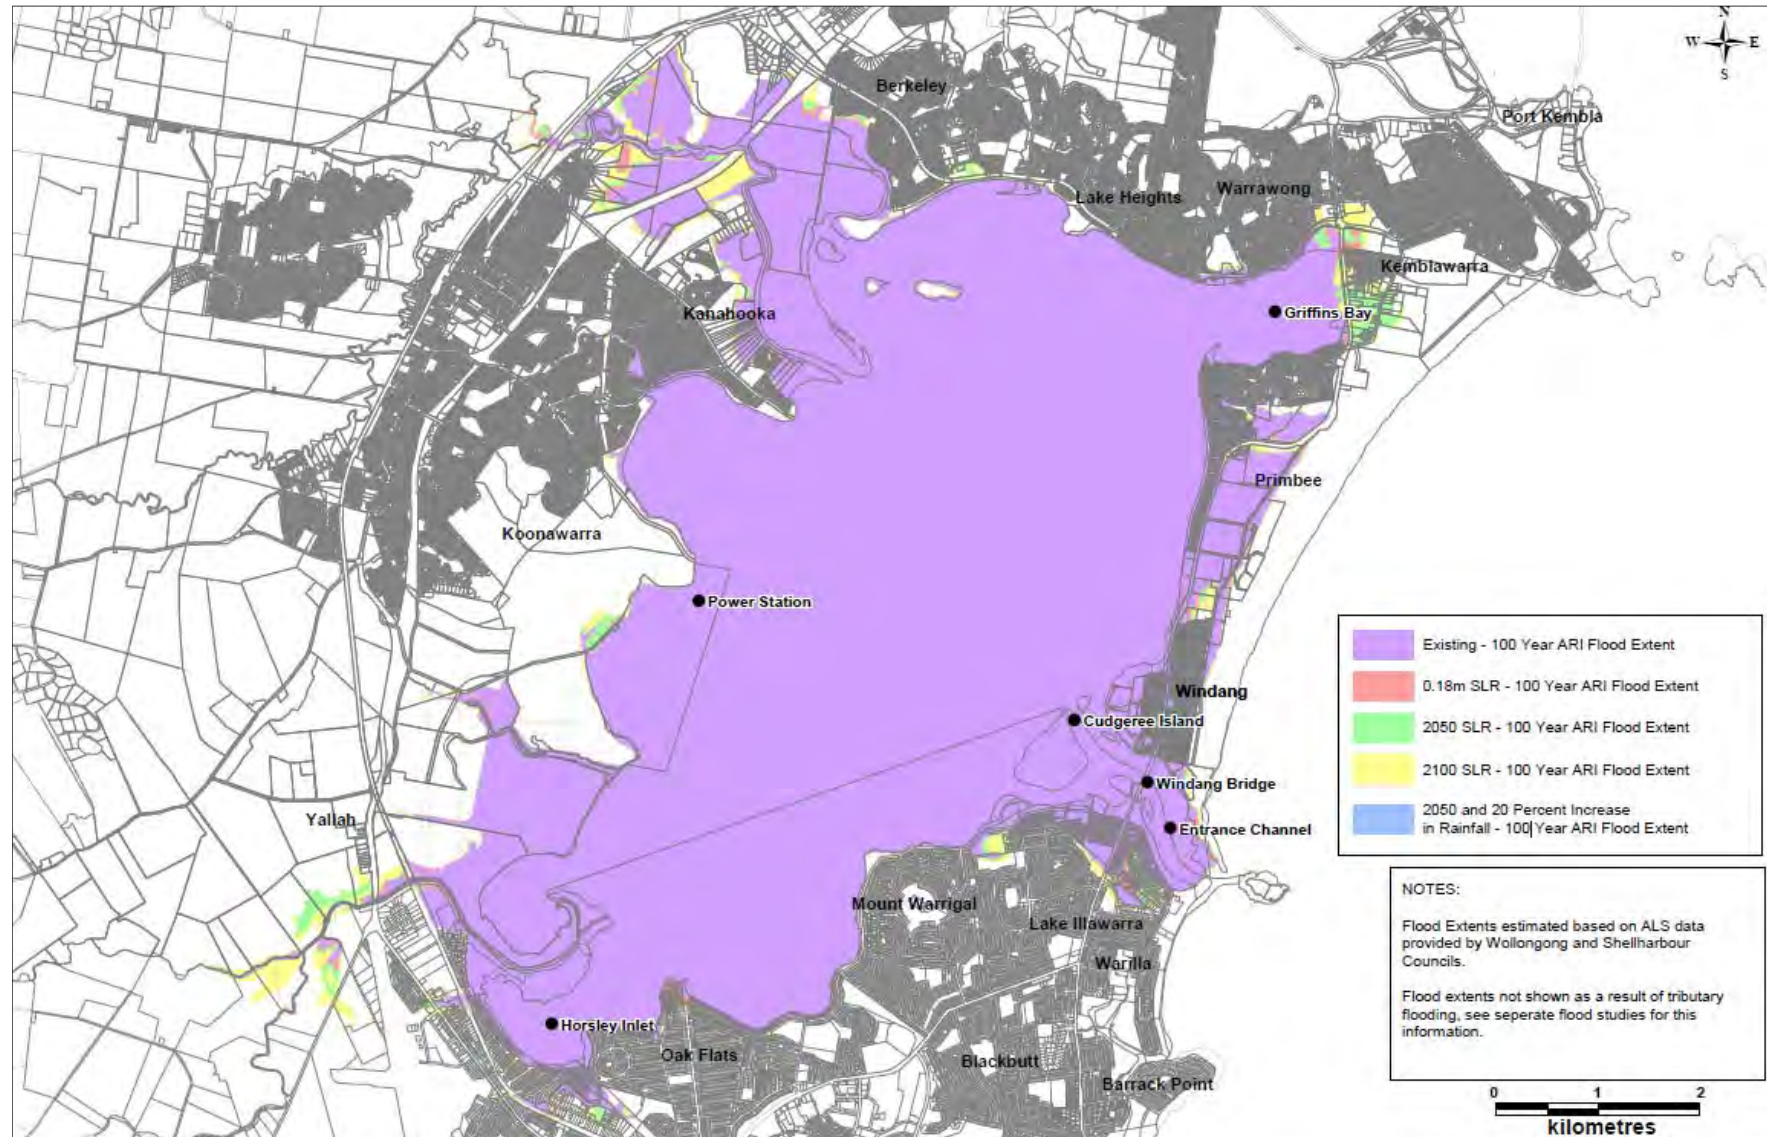 N
W E
S
Berkeley
Port Kembla
Lake Heights
Warrawong
Kemblawarra
Griffins Bay
Kanahooka
Primbee
Koonawarra
Power Station
Windang
Cudgeree Island
Windang Bridge
Entrance Channel
Yallah
Mount Warrigal
Lake Illawarra
Warilla
Horsley Inlet
Oak Flats
Blackbutt
Barrack Point
Existing - 100 Year ARI Flood Extent
0.18m SLR - 100 Year ARI Flood Extent
2050 SLR - 100 Year ARI Flood Extent
2100 SLR - 100 Year ARI Flood Extent
2050 and 20 Percent Increase
in Rainfall - 100 Year ARI Flood Extent
NOTES:
Flood Extents estimated based on ALS data
provided by Wollongong and Shellharbour
Councils.
Flood extents not shown as a result of tributary
flooding, see seperate flood studies for this
information.
0 1 2
kilometres